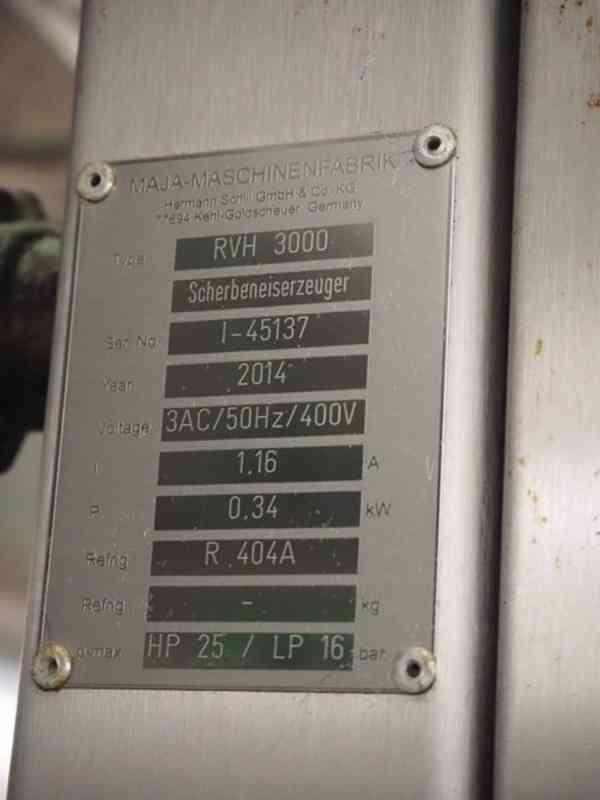 MAJA-MASCHINENFABRIK
Hermann Schill GmbH & Co. KG
77694 Kehl-Goldscheuer, Germany
Type RVH 3000
Scherbeneiserzeuger
Ser. No. I-45137
Year 2014
Voltage 3AC/50Hz/400V
I 1.16 A
P 0.34 kW
Refrig. R 404A
Refrig. - kg
p max HP 25 / LP 16 bar